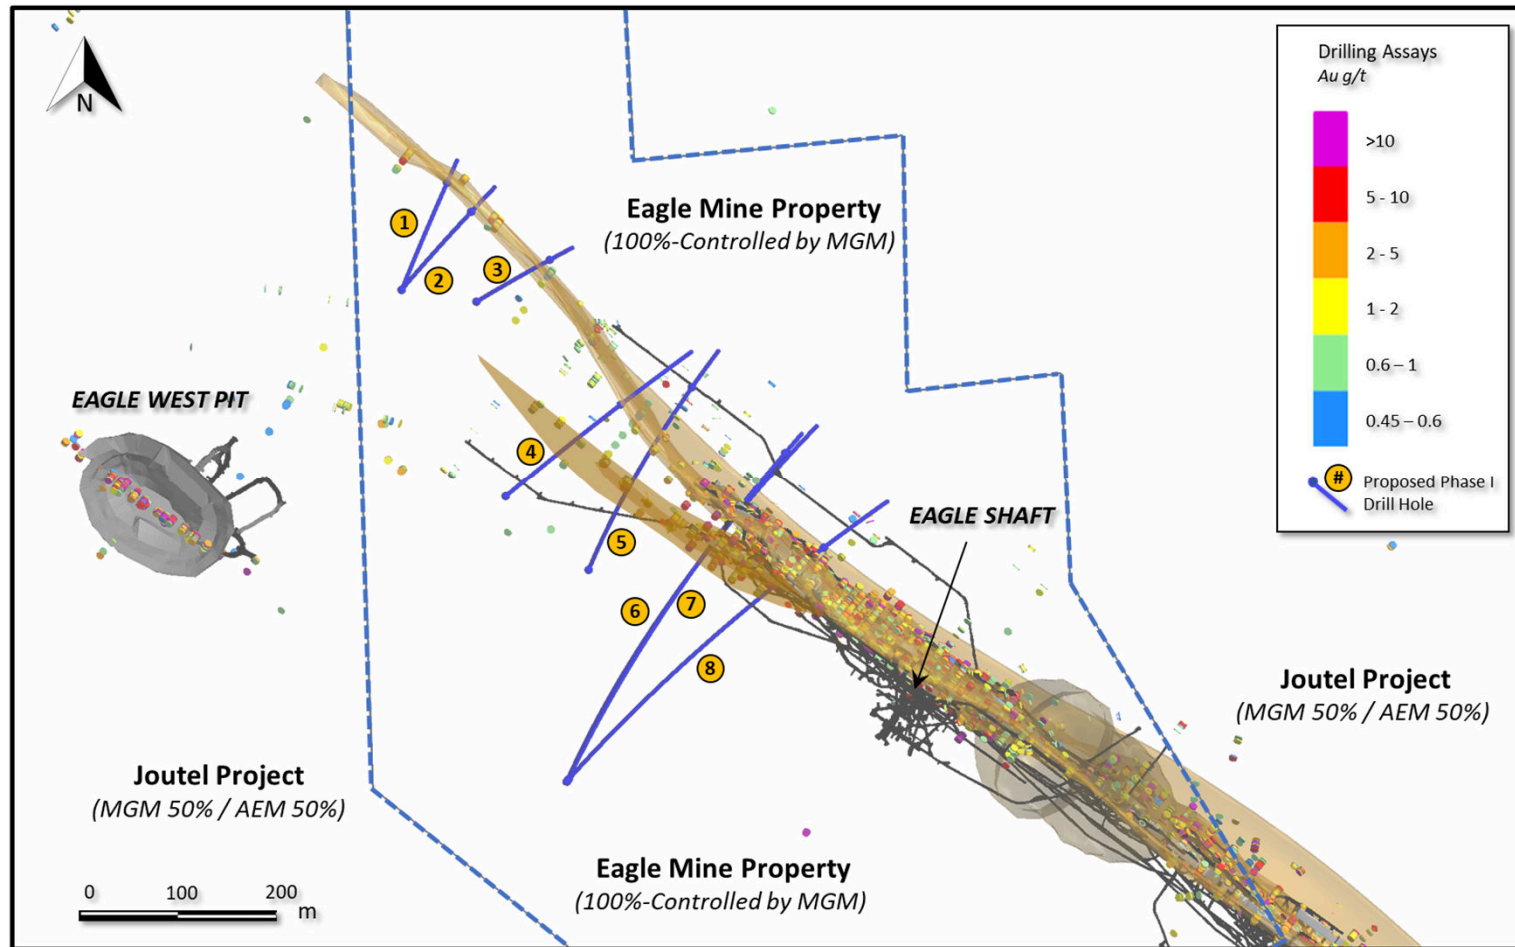 N
Drilling Assays
Au g/t
>10
5 - 10
2 - 5
1 - 2
0.6 – 1
0.45 – 0.6
#
Proposed Phase I
Drill Hole
Eagle Mine Property
(100%-Controlled by MGM)
1
2
3
EAGLE WEST PIT
4
5
EAGLE SHAFT
6
7
8
Joutel Project
(MGM 50% / AEM 50%)
Joutel Project
(MGM 50% / AEM 50%)
Eagle Mine Property
(100%-Controlled by MGM)
0 100 200
m